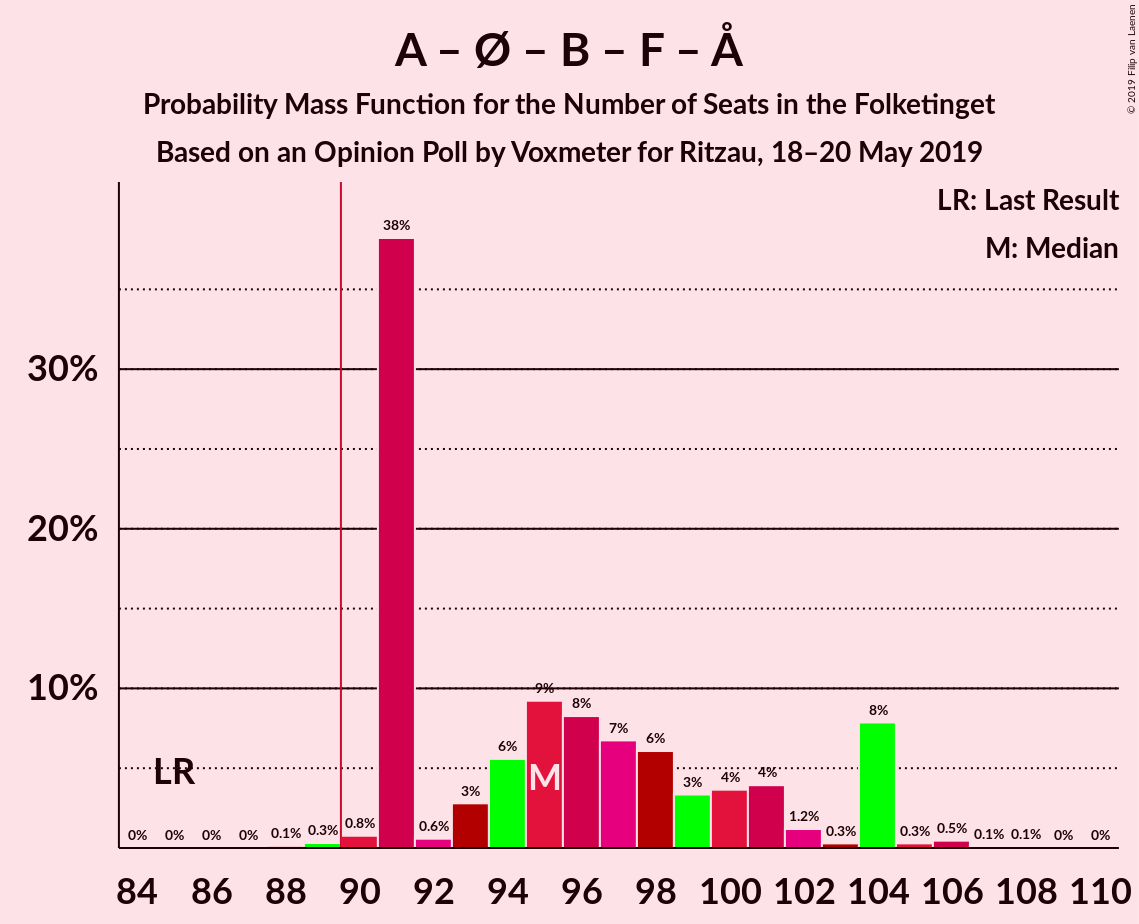 A – Ø – B – F – Å
Probability Mass Function for the Number of Seats in the Folketinget
Based on an Opinion Poll by Voxmeter for Ritzau, 18–20 May 2019
© 2019 Filip van Laenen
LR: Last Result
M: Median
30%
20%
10%
LR
M
0% 0% 0% 0% 0.1% 0.3% 0.8% 38% 0.6% 3% 6% 9% 8% 7% 6% 3% 4% 4% 1.2% 0.3% 8% 0.3% 0.5% 0.1% 0.1% 0% 0%
84 86 88 90 92 94 96 98 100 102 104 106 108 110